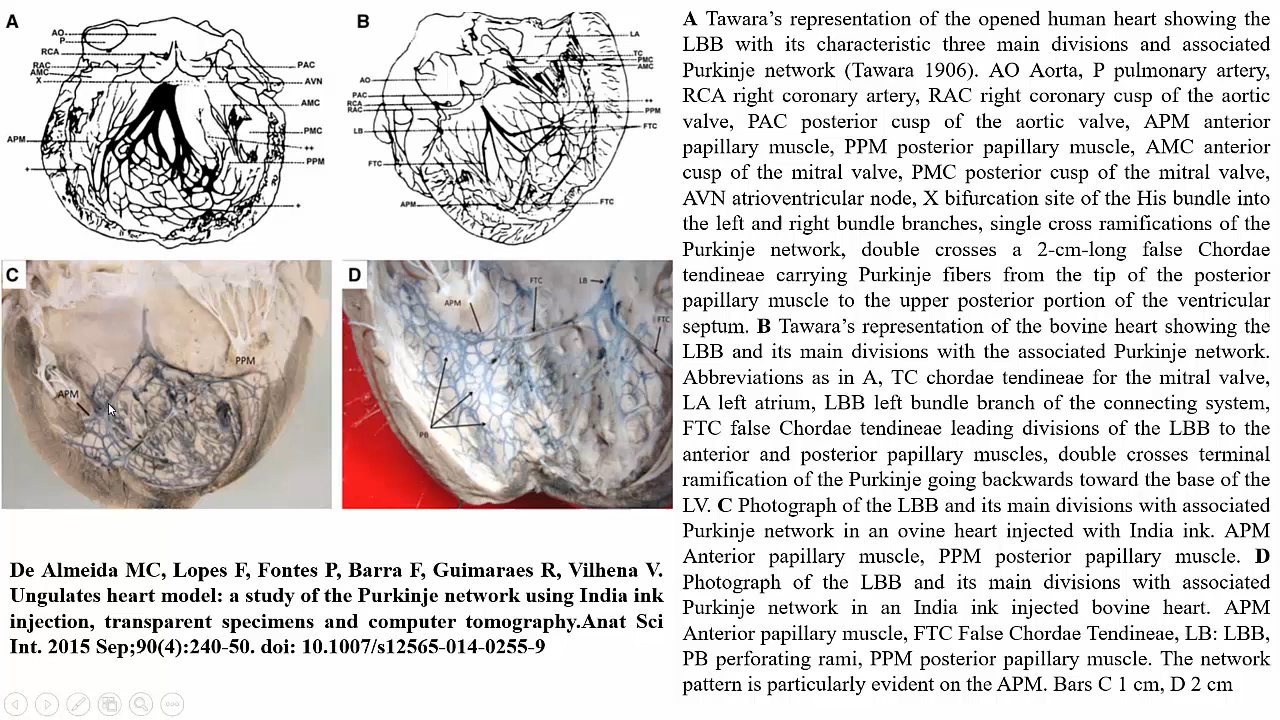 A
AO
P
RCA
RAC
AMC
X
APM
+
PAC
AVN
AMC
PMC
++
PPM
+
B
AO
PAC
RCA
RAC
LB
FTC
APM
LA
TC
PMC
AMC
++
PPM
FTC
FTC
C
APM
PPM
D
APM
FTC
LB
FTC
PB
De Almeida MC, Lopes F, Fontes P, Barra F, Guimaraes R, Vilhena V.
Ungulates heart model: a study of the Purkinje network using India ink
injection, transparent specimens and computer tomography.Anat Sci
Int. 2015 Sep;90(4):240-50. doi: 10.1007/s12565-014-0255-9
A Tawara’s representation of the opened human heart showing the
LBB with its characteristic three main divisions and associated
Purkinje network (Tawara 1906). AO Aorta, P pulmonary artery,
RCA right coronary artery, RAC right coronary cusp of the aortic
valve, PAC posterior cusp of the aortic valve, APM anterior
papillary muscle, PPM posterior papillary muscle, AMC anterior
cusp of the mitral valve, PMC posterior cusp of the mitral valve,
AVN atrioventricular node, X bifurcation site of the His bundle into
the left and right bundle branches, single cross ramifications of the
Purkinje network, double crosses a 2-cm-long false Chordae
tendineae carrying Purkinje fibers from the tip of the posterior
papillary muscle to the upper posterior portion of the ventricular
septum. B Tawara’s representation of the bovine heart showing the
LBB and its main divisions with the associated Purkinje network.
Abbreviations as in A, TC chordae tendineae for the mitral valve,
LA left atrium, LBB left bundle branch of the connecting system,
FTC false Chordae tendineae leading divisions of the LBB to the
anterior and posterior papillary muscles, double crosses terminal
ramification of the Purkinje going backwards toward the base of the
LV. C Photograph of the LBB and its main divisions with associated
Purkinje network in an ovine heart injected with India ink. APM
Anterior papillary muscle, PPM posterior papillary muscle. D
Photograph of the LBB and its main divisions with associated
Purkinje network in an India ink injected bovine heart. APM
Anterior papillary muscle, FTC False Chordae Tendineae, LB: LBB,
PB perforating rami, PPM posterior papillary muscle. The network
pattern is particularly evident on the APM. Bars C 1 cm, D 2 cm